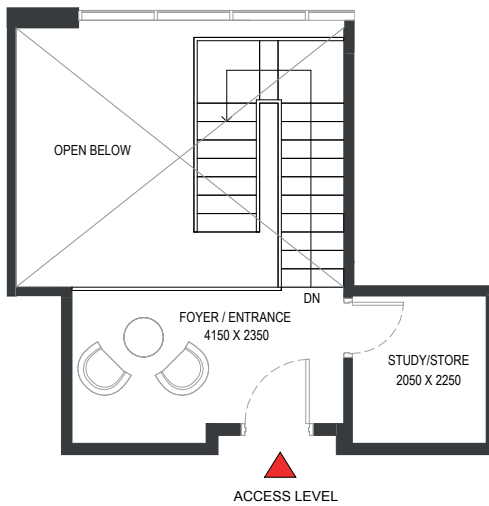 OPEN BELOW
DN
FOYER / ENTRANCE
4150 X 2350
STUDY/STORE
2050 X 2250
ACCESS LEVEL